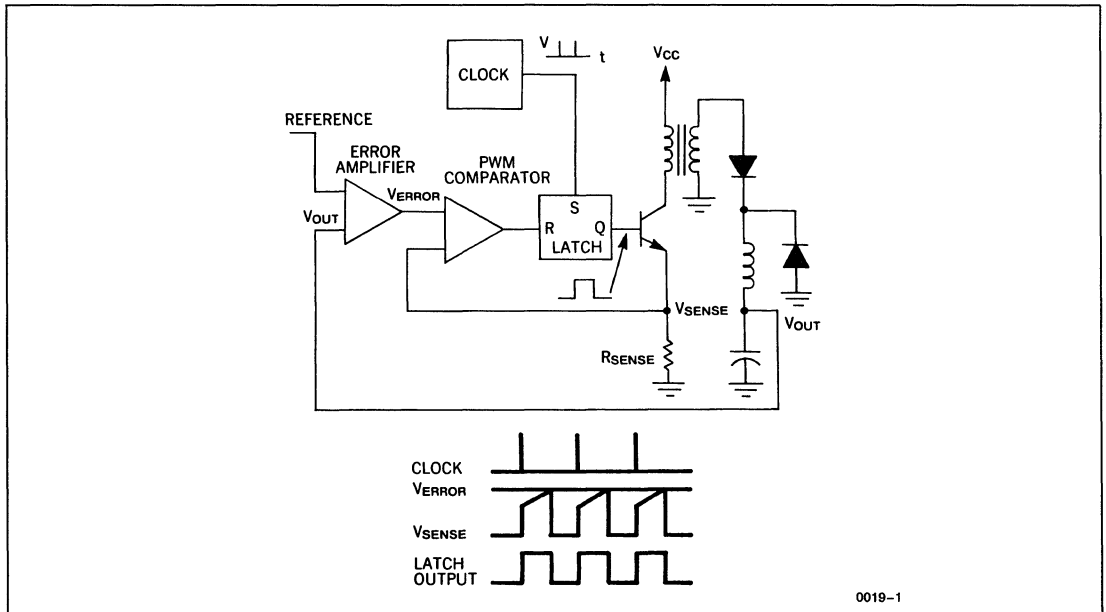 V
t
CLOCK
VCC
REFERENCE
ERROR
AMPLIFIER
PWM
COMPARATOR
VERROR
VOUT
S
R Q
LATCH
VSENSE
VOUT
RSENSE
CLOCK
VERROR
VSENSE
LATCH
OUTPUT
0019-1